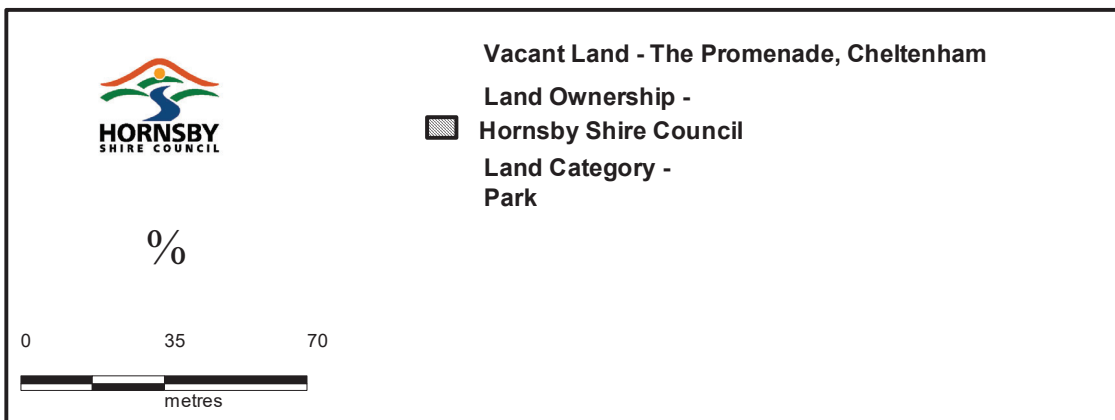 HORNSBY
SHIRE COUNCIL
Vacant Land - The Promenade, Cheltenham
Land Ownership -
Hornsby Shire Council
Land Category -
Park
%
0 35 70
metres